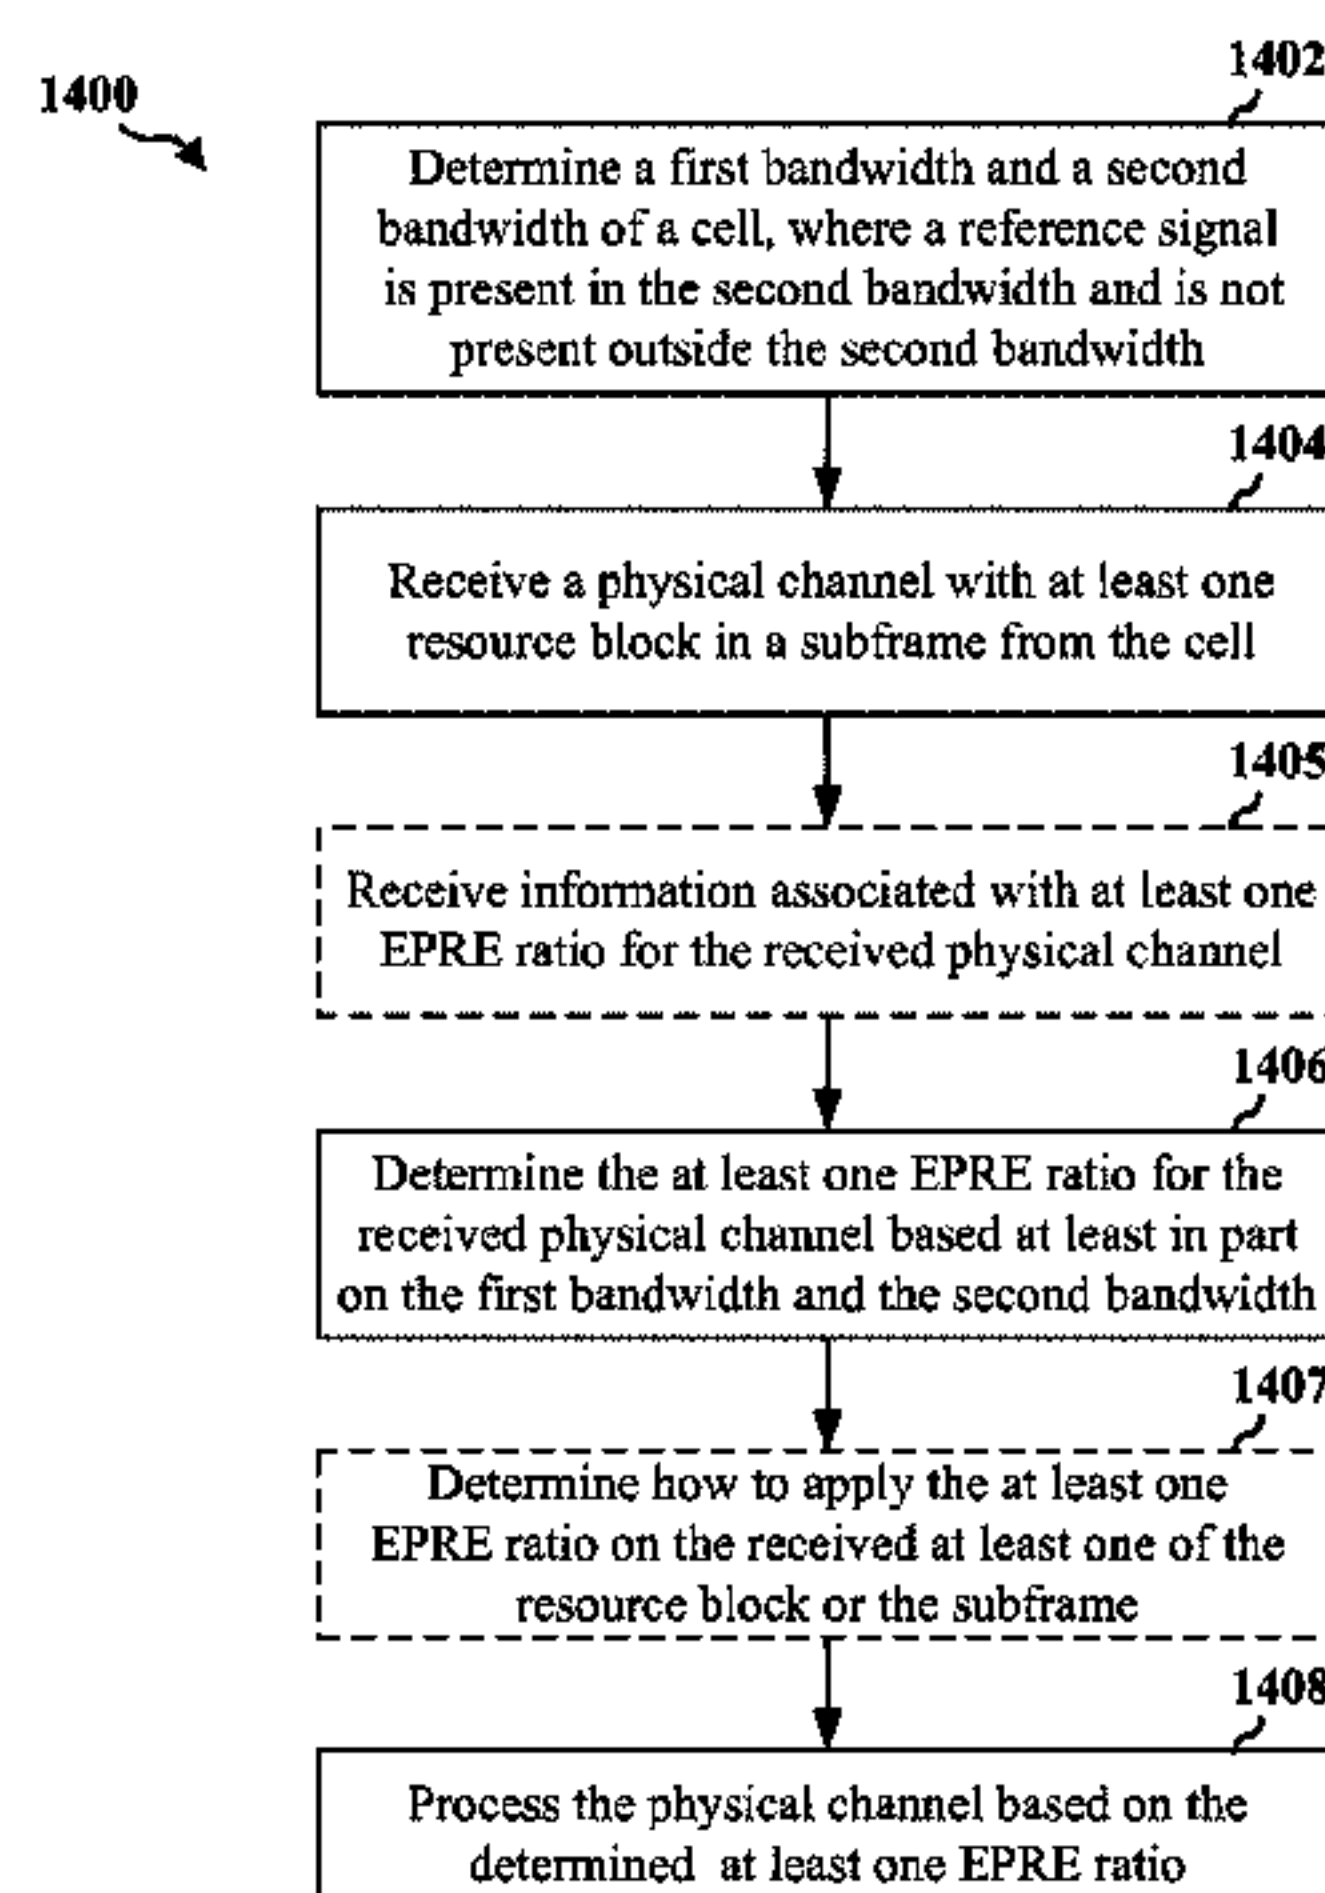 1400
1402
Determine a first bandwidth and a second
bandwidth of a cell, where a reference signal
is present in the second bandwidth and is not
present outside the second bandwidth
1404
Receive a physical channel with at least one
resource block in a subframe from the cell
1405
Receive information associated with at least one
EPRE ratio for the received physical channel
1406
Determine the at least one EPRE ratio for the
received physical channel based at least in part
on the first bandwidth and the second bandwidth
1407
Determine how to apply the at least one
EPRE ratio on the received at least one of the
resource block or the subframe
1408
Process the physical channel based on the
determined at least one EPRE ratio